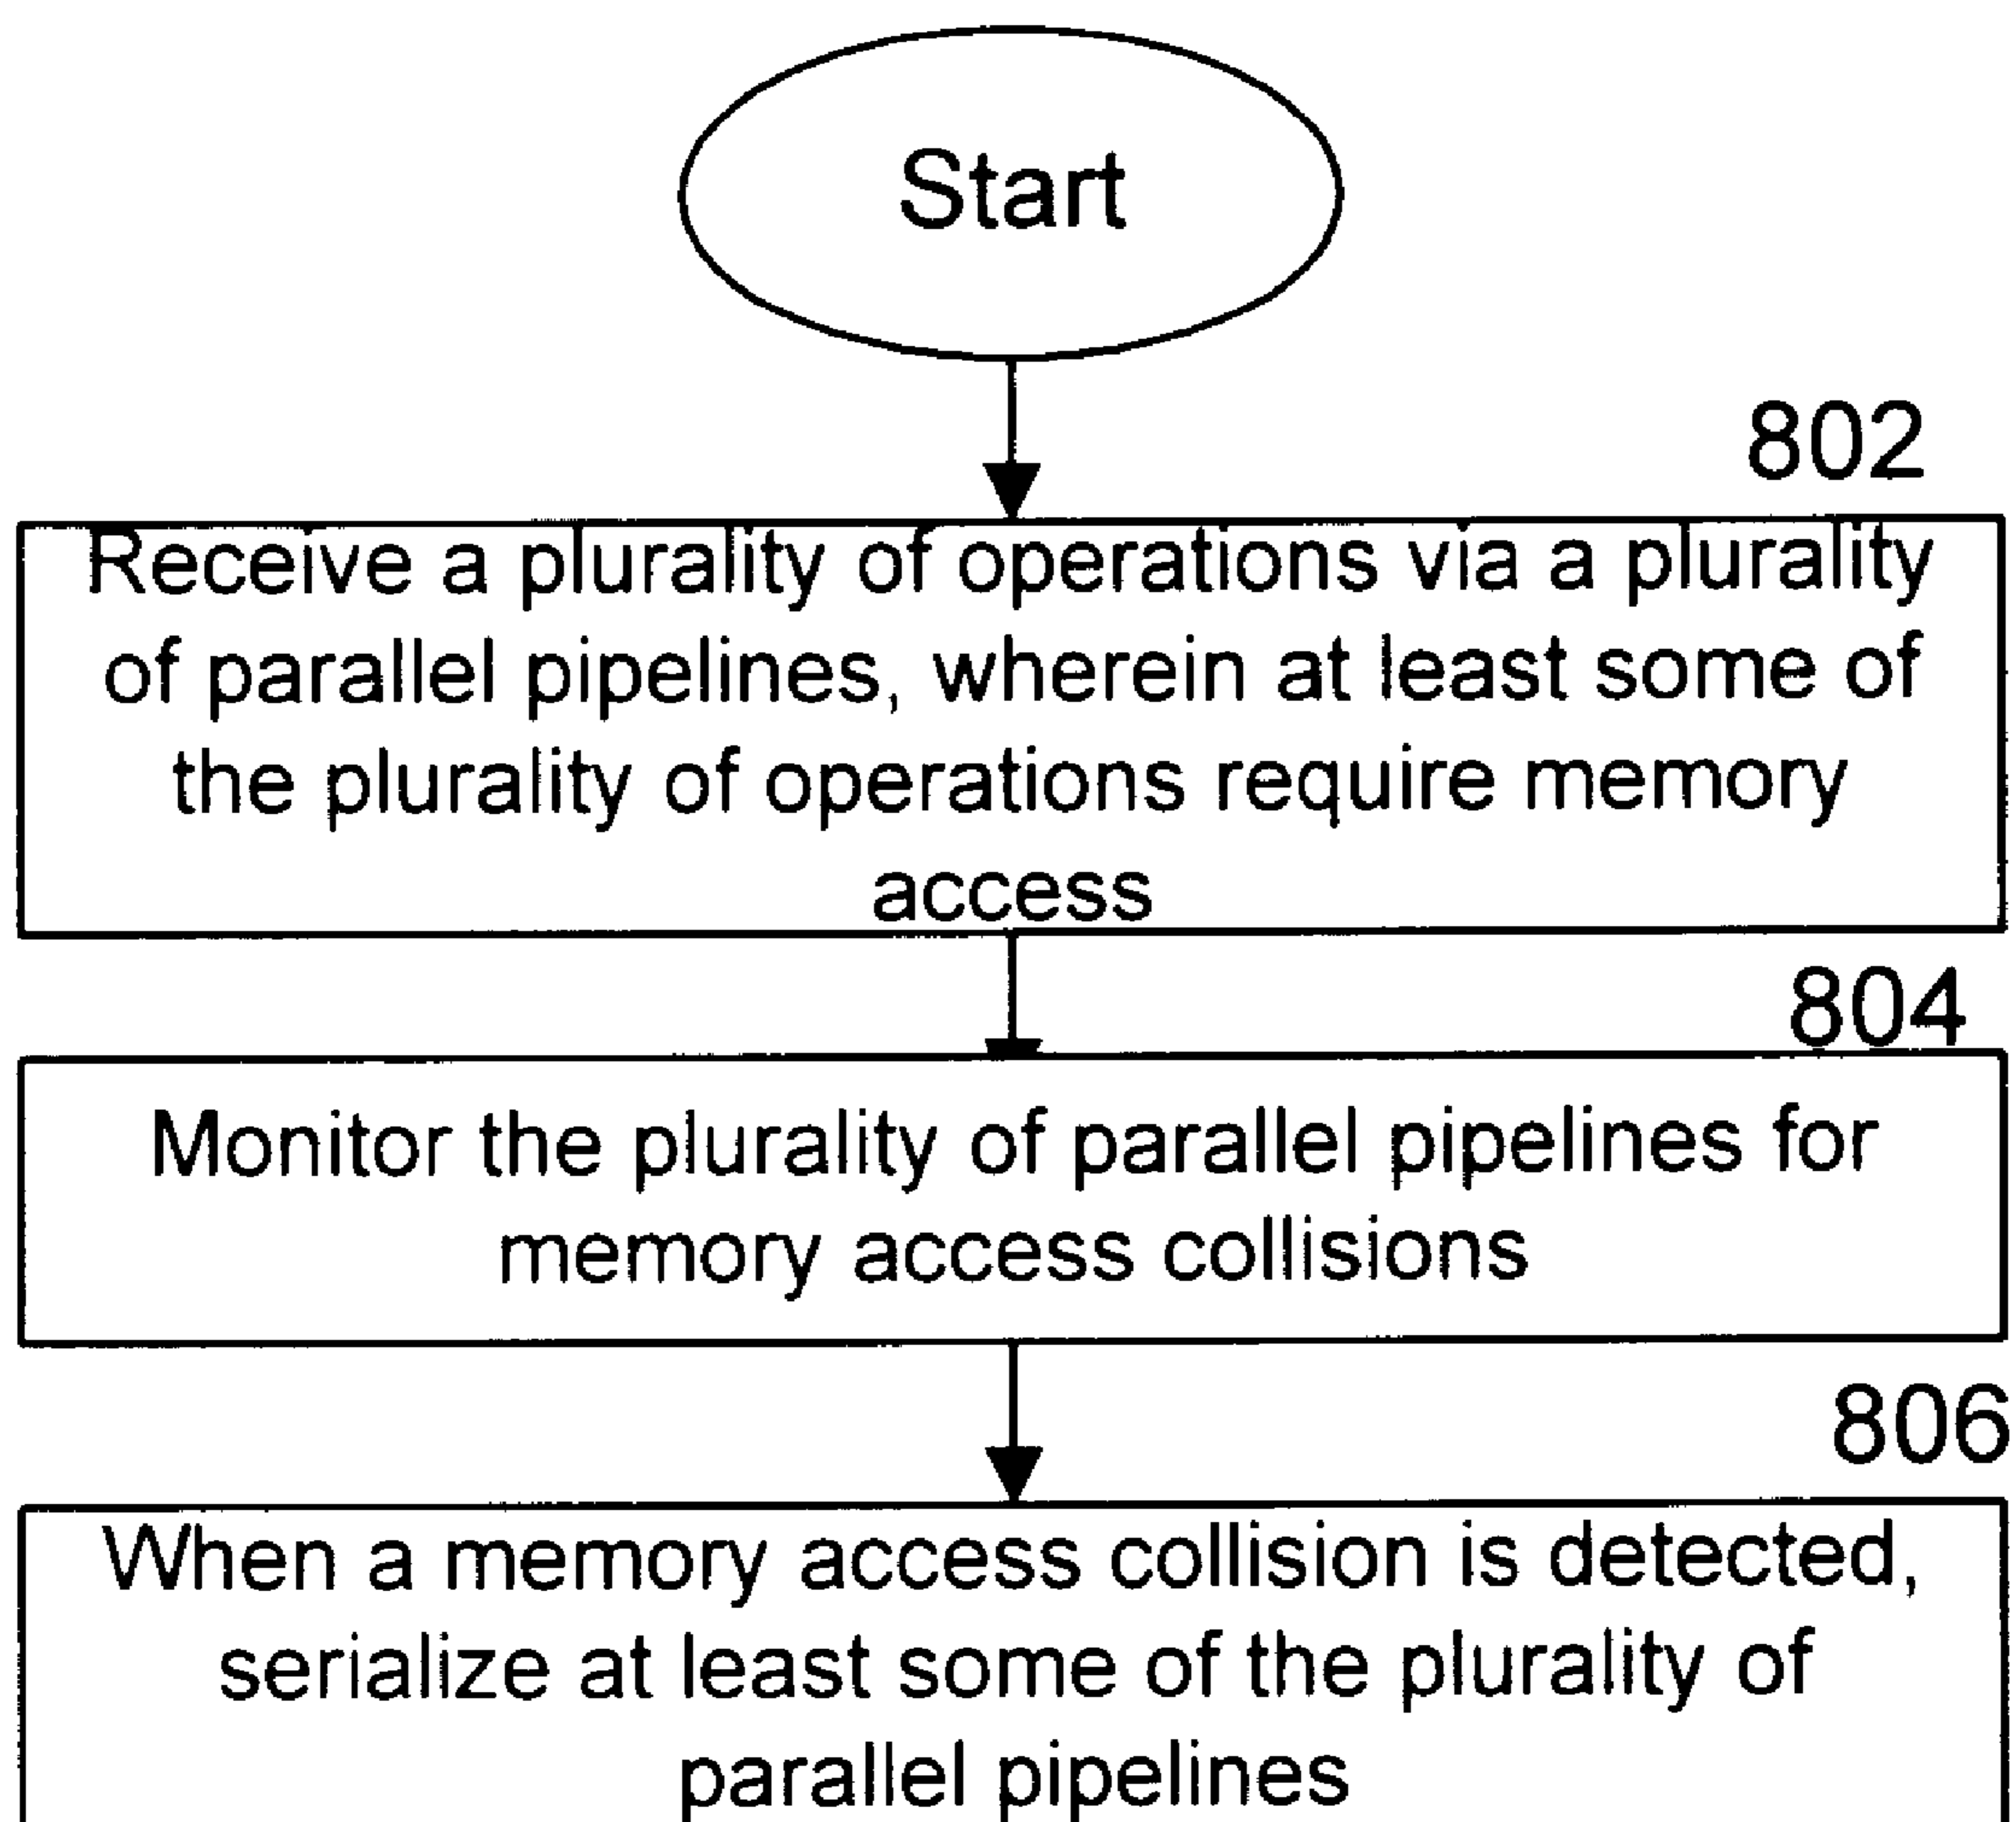 Start
802
Receive a plurality of operations via a plurality
of parallel pipelines, wherein at least some of
the plurality of operations require memory
access
804
Monitor the plurality of parallel pipelines for
memory access collisions
806
When a memory access collision is detected,
serialize at least some of the plurality of
parallel pipelines